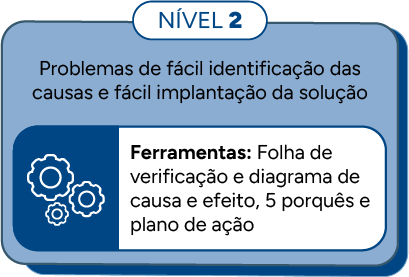 NÍVEL 2
Problemas de fácil identificação das
causas e fácil implantação da solução
Ferramentas: Folha de
verificação e diagrama de
causa e efeito, 5 porquês e
plano de ação